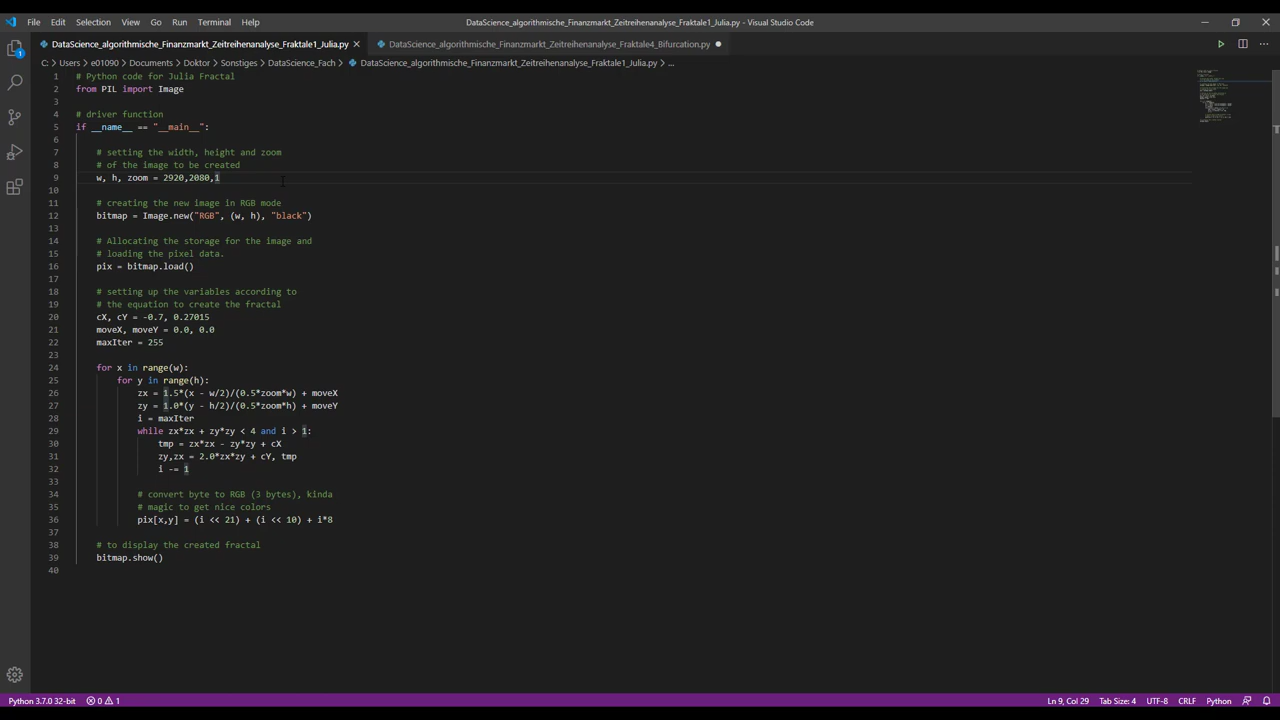 File Edit Selection View Go Run Terminal Help
DataScience_algorithmische_Finanzmarkt_Zeitreihenanalyse_Fraktale1_Julia.py - Visual Studio Code
DataScience_algorithmische_Finanzmarkt_Zeitreihenanalyse_Fraktale1_Julia.py
DataScience_algorithmische_Finanzmarkt_Zeitreihenanalyse_Fraktale4_Bifurcation.py
C: > Users > e01090 > Documents > Doktor > Sonstiges > DataScience_Fach > DataScience_algorithmische_Finanzmarkt_Zeitreihenanalyse_Fraktale1_Julia.py > ...
1 # Python code for Julia Fractal
2 from PIL import Image
3
4 # driver function
5 if __name__ == "__main__":
6
7 # setting the width, height and zoom
8 # of the image to be created
9 w, h, zoom = 2920,2080,1
10
11 # creating the new image in RGB mode
12 bitmap = Image.new("RGB", (w, h), "black")
13
14 # Allocating the storage for the image and
15 # loading the pixel data.
16 pix = bitmap.load()
17
18 # setting up the variables according to
19 # the equation to create the fractal
20 cX, cY = -0.7, 0.27015
21 moveX, moveY = 0.0, 0.0
22 maxIter = 255
23
24 for x in range(w):
25 for y in range(h):
26 zx = 1.5*(x - w/2)/(0.5*zoom*w) + moveX
27 zy = 1.0*(y - h/2)/(0.5*zoom*h) + moveY
28 i = maxIter
29 while zx*zx + zy*zy < 4 and i > 1:
30 tmp = zx*zx - zy*zy + cX
31 zy,zx = 2.0*zx*zy + cY, tmp
32 i -= 1
33
34 # convert byte to RGB (3 bytes), kinda
35 # magic to get nice colors
36 pix[x,y] = (i << 21) + (i << 10) + i*8
37
38 # to display the created fractal
39 bitmap.show()
40
1
Python 3.7.0 32-bit 0 1 Ln 9, Col 29 Tab Size: 4 UTF-8 CRLF Python